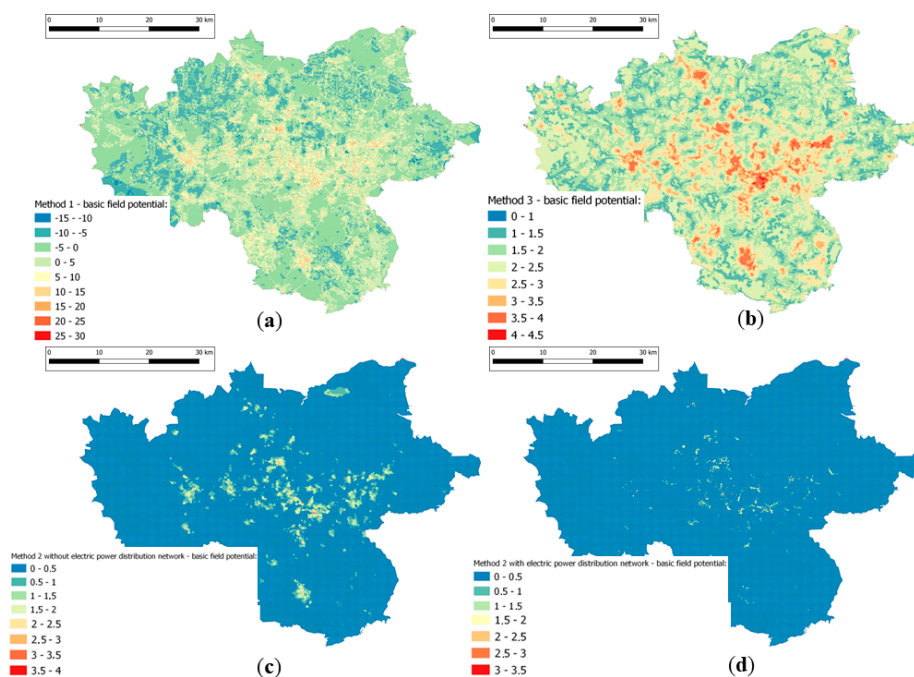 0 10 20 30 km
Method 1 - basic field potential:
-15 - -10
-10 - -5
-5 - 0
0 - 5
5 - 10
10 - 15
15 - 20
20 - 25
25 - 30
(a)
0 10 20 30 km
Method 3 - basic field potential:
0 - 1
1 - 1.5
1.5 - 2
2 - 2.5
2.5 - 3
3 - 3.5
3.5 - 4
4 - 4.5
(b)
0 10 20 30 km
Method 2 without electric power distribution network - basic field potential:
0 - 0.5
0.5 - 1
1 - 1.5
1.5 - 2
2 - 2.5
2.5 - 3
3 - 3.5
3.5 - 4
(c)
0 10 20 30 km
Method 2 with electric power distribution network - basic field potential:
0 - 0.5
0.5 - 1
1 - 1.5
1.5 - 2
2 - 2.5
2.5 - 3
3 - 3.5
(d)